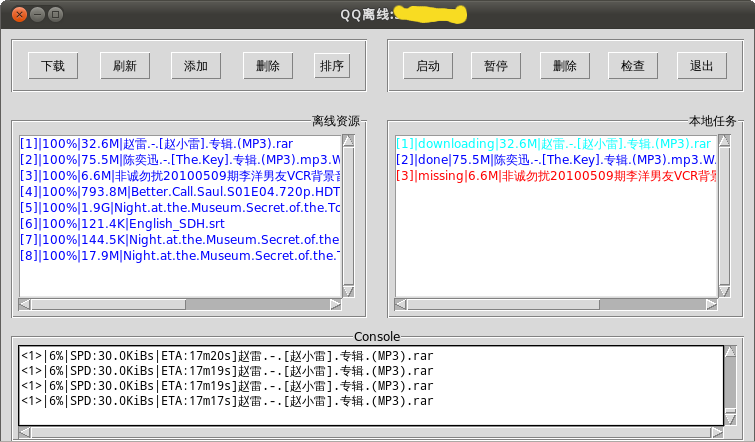 QQ离线:
下载 刷新 添加 删除 排序 启动 暂停 删除 检查 退出
离线资源
[1]|100%|32.6M|赵雷.-.[赵小雷].专辑.(MP3).rar
[2]|100%|75.5M|陈奕迅.-.[The.Key].专辑.(MP3).mp3.W
[3]|100%|6.6M|非诚勿扰20100509期李洋男友VCR背景音
[4]|100%|793.8M|Better.Call.Saul.S01E04.720p.HDT
[5]|100%|1.9G|Night.at.the.Museum.Secret.of.the.To
[6]|100%|121.4K|English_SDH.srt
[7]|100%|144.5K|Night.at.the.Museum.Secret.of.the
[8]|100%|17.9M|Night.at.the.Museum.Secret.of.the.T
本地任务
[1]|downloading|32.6M|赵雷.-.[赵小雷].专辑.(MP3).rar
[2]|done|75.5M|陈奕迅.-.[The.Key].专辑.(MP3).mp3.W
[3]|missing|6.6M|非诚勿扰20100509期李洋男友VCR背景
Console
<1>|6%|SPD:30.0KiBs|ETA:17m20s]赵雷.-.[赵小雷].专辑.(MP3).rar
<1>|6%|SPD:30.0KiBs|ETA:17m19s]赵雷.-.[赵小雷].专辑.(MP3).rar
<1>|6%|SPD:30.0KiBs|ETA:17m19s]赵雷.-.[赵小雷].专辑.(MP3).rar
<1>|6%|SPD:30.0KiBs|ETA:17m17s]赵雷.-.[赵小雷].专辑.(MP3).rar